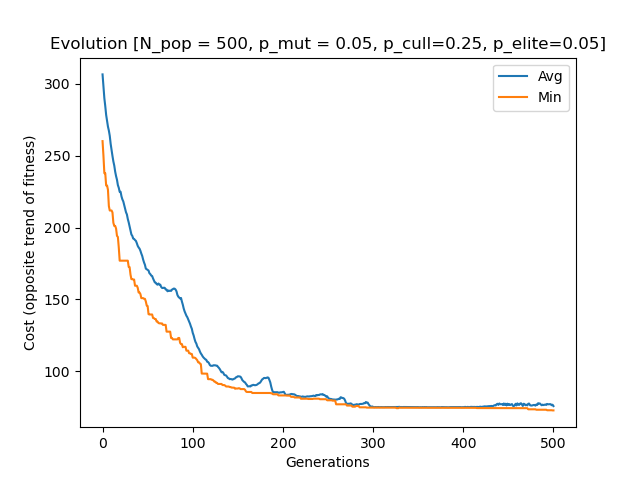 Evolution [N_pop = 500, p_mut = 0.05, p_cull=0.25, p_elite=0.05]
Avg
Min
Cost (opposite trend of fitness)
300
250
200
150
100
0
100
200
300
400
500
Generations